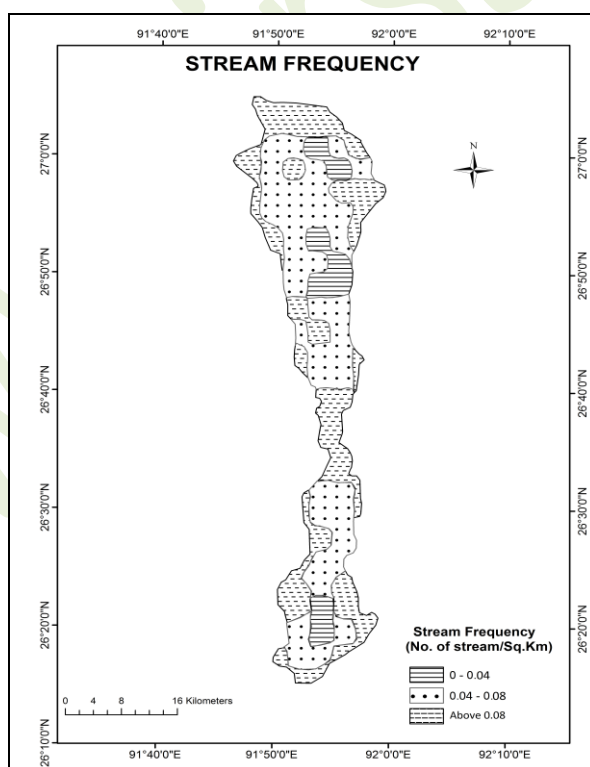 91°40'0"E 91°50'0"E 92°0'0"E 92°10'0"E
STREAM FREQUENCY
N
27°0'0"N 27°0'0"N
26°50'0"N 26°50'0"N
26°40'0"N 26°40'0"N
26°30'0"N 26°30'0"N
26°20'0"N 26°20'0"N
Stream Frequency
(No. of stream/Sq.Km)
0 - 0.04
0.04 - 0.08
Above 0.08
0 4 8 16 Kilometers
26°10'0"N 26°10'0"N
91°40'0"E 91°50'0"E 92°0'0"E 92°10'0"E